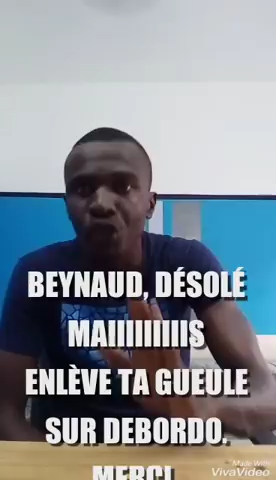 BEYNAUD, DÉSOLÉ
MAIIIIIIIIIS
ENLÈVE TA GUEULE
SUR DEBORDO.
MERCI
Made With
VivaVideo